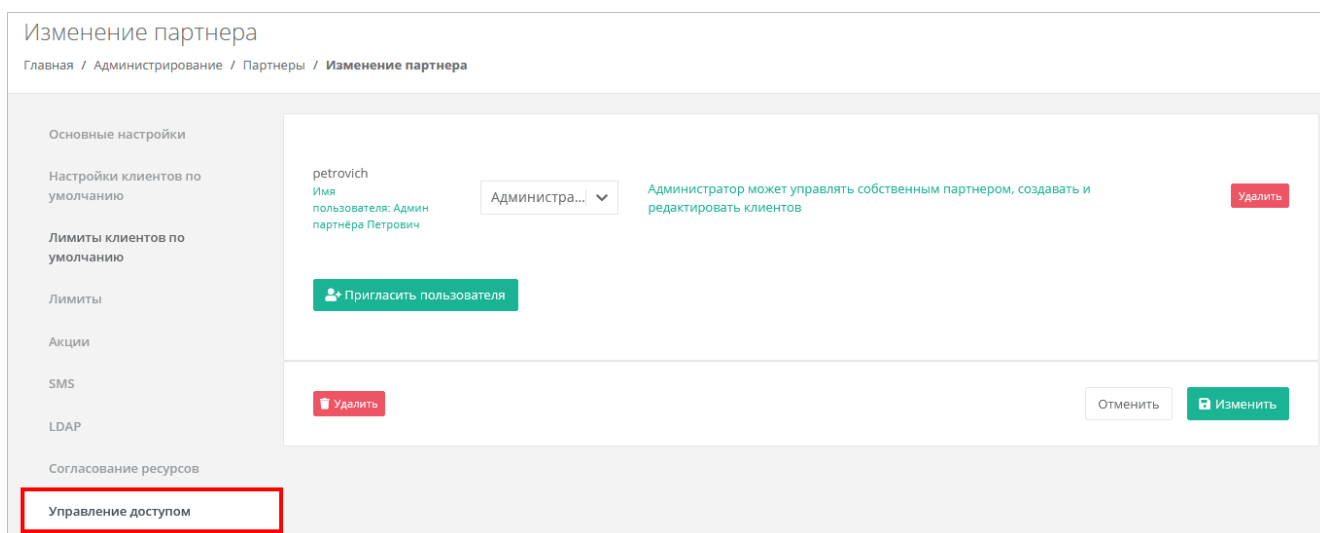 Изменение партнера
Главная / Администрирование / Партнеры / Изменение партнера
Основные настройки
Настройки клиентов по
умолчанию
Лимиты клиентов по
умолчанию
Лимиты
Акции
SMS
LDAP
Согласование ресурсов
Управление доступом
petrovich
Имя
пользователя: Админ
партнёра Петрович
Администра...
Администратор может управлять собственным партнером, создавать и
редактировать клиентов
Удалить
Пригласить пользователя
Удалить
Отменить
Изменить